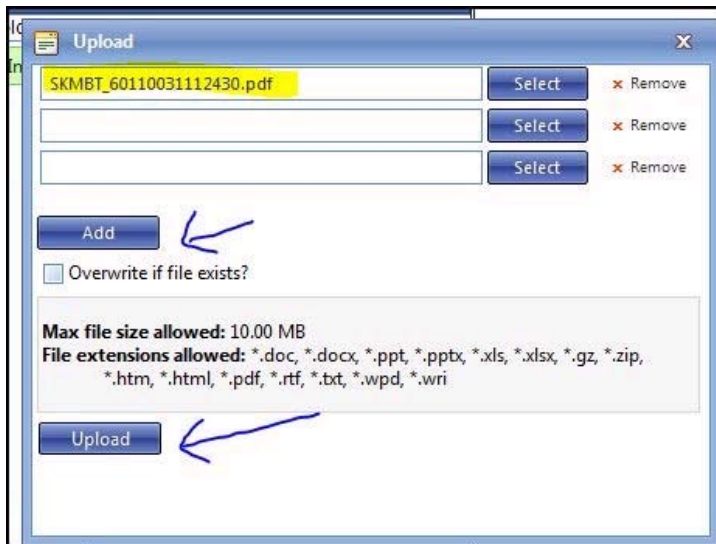 Upload
SKMBT_60110031112430.pdf Select Remove
Select Remove
Select Remove
Add
Overwrite if file exists?
Max file size allowed: 10.00 MB
File extensions allowed: *.doc, *.docx, *.ppt, *.pptx, *.xls, *.xlsx, *.gz, *.zip,
*.htm, *.html, *.pdf, *.rtf, *.txt, *.wpd, *.wri
Upload